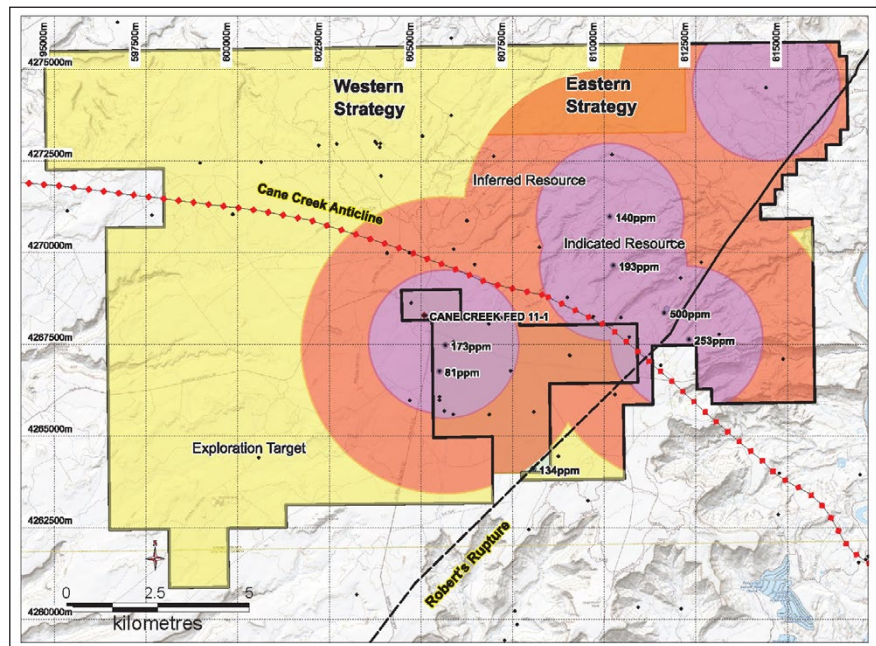 595000m
597500m
600000m
602500m
605000m
607500m
610000m
612500m
615000m
4275000m
Western
Strategy
Eastern
Strategy
4272500m
Inferred Resource
Cane Creek Anticline
140ppm
4270000m
Indicated Resource
193ppm
CANE CREEK FED 11-1
500ppm
4267500m
173ppm
253ppm
81ppm
4265000m
Exploration Target
134ppm
4262500m
Robert's Rupture
0
2.5
5
kilometres
4260000m